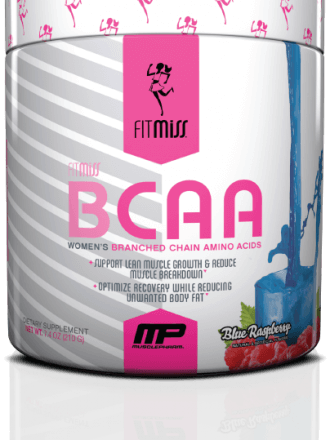 FITMISS
FITMISS
BCAA
WOMEN'S BRANCHED CHAIN AMINO ACIDS
SUPPORT LEAN MUSCLE GROWTH & REDUCE
MUSCLE BREAKDOWN*
OPTIMIZE RECOVERY WHILE REDUCING
UNWANTED BODY FAT*
DIETARY SUPPLEMENT
MP
MUSCLEPHARM
Blue Raspberry